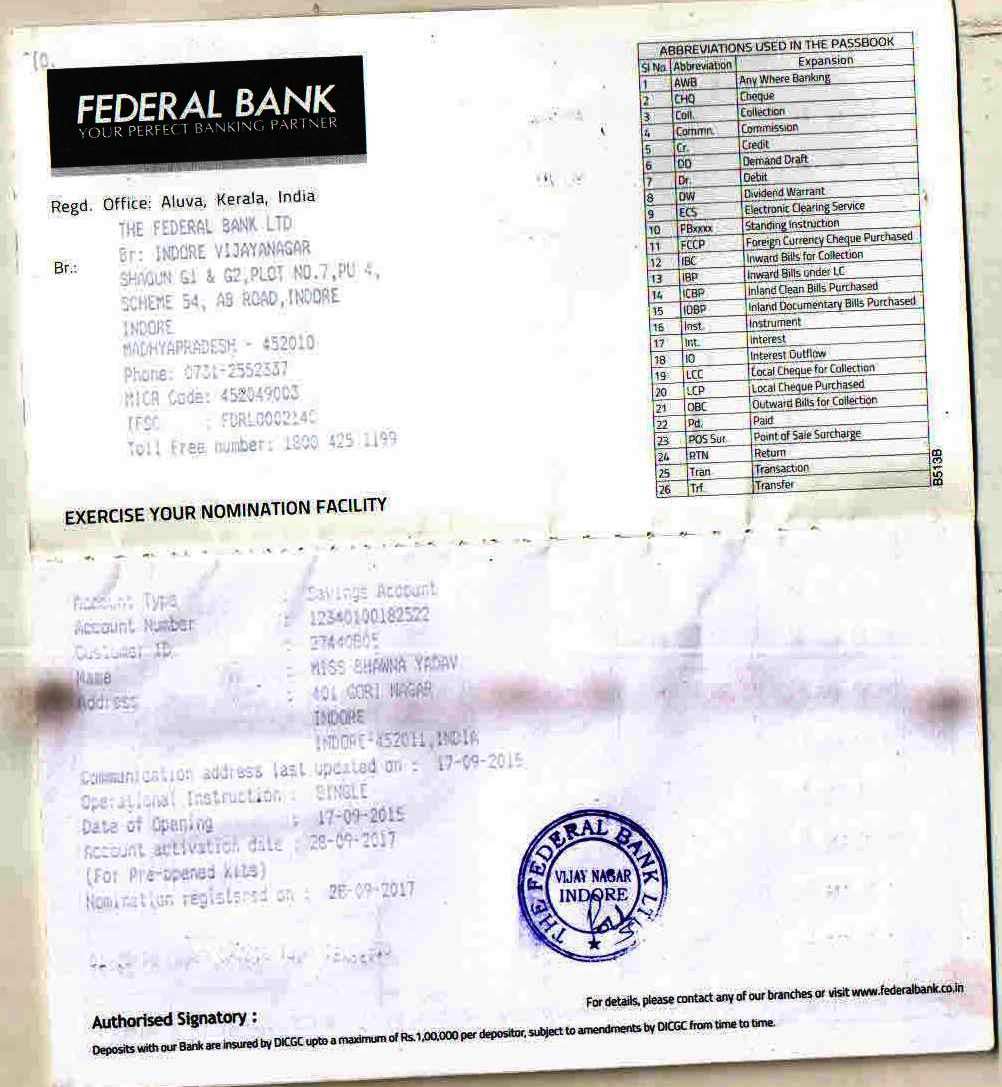 FEDERAL BANK
YOUR PERFECT BANKING PARTNER
Regd. Office: Aluva, Kerala, India
THE FEDERAL BANK LTD
Br.:
Br: INDORE VIJAYANAGAR
SHAGUN G1 & G2,PLOT NO.7,PU 4,
SCHEME 54, AB ROAD,INDORE
INDORE
MADHYAPRADESH - 452010
Phone: 0731-2552337
MICR Code: 452049003
IFSC :
Toll Free number: 1800 425 1199
EXERCISE YOUR NOMINATION FACILITY
ABBREVIATIONS USED IN THE PASSBOOK
Sl No. Abbreviation Expansion
1 AWB Any Where Banking
2 CHQ Cheque
3 Coll. Collection
4 Commn. Commission
5 Cr. Credit
6 DD Demand Draft
7 Dr. Debit
8 DW Dividend Warrant
9 ECS Electronic Clearing Service
10 FBxxxx Standing Instruction
11 FCCP Foreign Currency Cheque Purchased
12 IBC Inward Bills for Collection
13 IBP Inward Bills under LC
14 ICBP Inland Clean Bills Purchased
15 IDBP Inland Documentary Bills Purchased
16 Inst. Instrument
17 Int. Interest
18 IO Interest Outflow
19 LCC Local Cheque for Collection
20 LCP Local Cheque Purchased
21 OBC Outward Bills for Collection
22 Pd. Paid
23 POS Sur. Point of Sale Surcharge
24 RTN Return
25 Tran. Transaction
26 Trf. Transfer
B513B
Account Type : Savings Account
Account Number : 12340100182522
Customer ID :
Name : MISS BHAWNA YADAV
Address : 401 GORI NAGAR
INDORE
INDORE-452011,INDIA
Communication address last updated on : 17-09-2015
Operational Instruction : SINGLE
Date of Opening : 17-09-2015
Account activation date : 28-09-2017
(For Pre-opened kits)
Nomination registered on : 26-09-2017
THE FEDERAL BANK LTD
VIJAY NAGAR
INDORE
For details, please contact any of our branches or visit www.federalbank.co.in
Authorised Signatory :
Deposits with our Bank are insured by DICGC upto a maximum of Rs.1,00,000 per depositor, subject to amendments by DICGC from time to time.